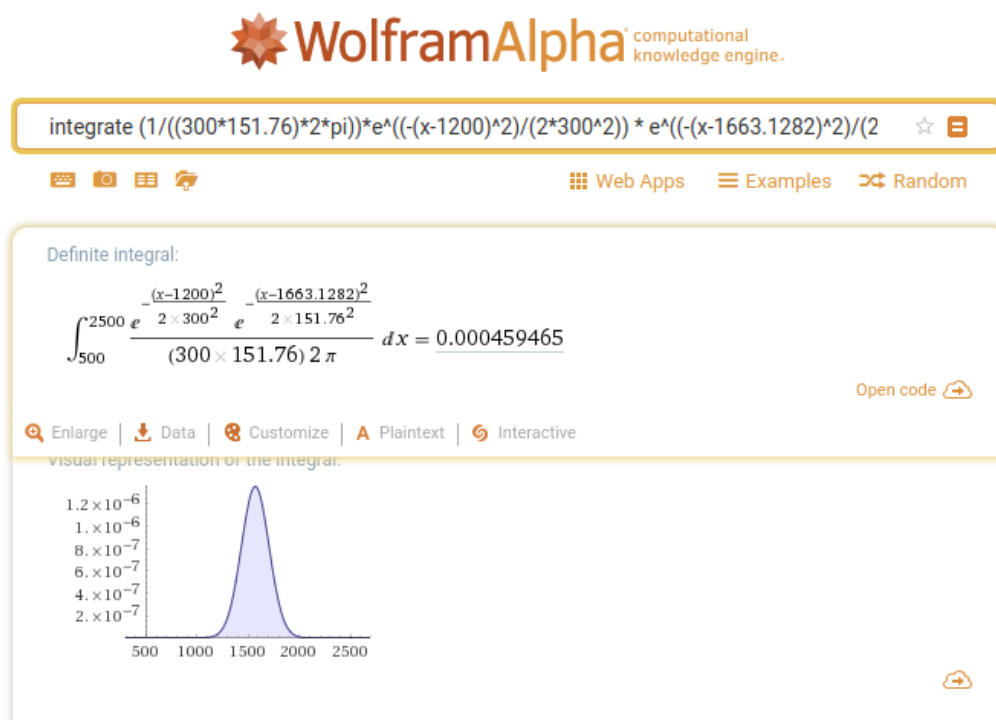 WolframAlpha computational
knowledge engine.
integrate (1/((300*151.76)*2*pi))*e^((-(x-1200)^2)/(2*300^2)) * e^((-(x-1663.1282)^2)/(2
Web Apps Examples Random
Definite integral:
∫_500^2500 (e^(-(x-1200)^2/(2×300^2)) e^(-(x-1663.1282)^2/(2×151.76^2)))/((300×151.76) 2 π) dx = 0.000459465
Open code
Enlarge | Data | Customize | A Plaintext | Interactive
Visual representation of the integral:
1.2×10^-6
1.×10^-6
8.×10^-7
6.×10^-7
4.×10^-7
2.×10^-7
500 1000 1500 2000 2500